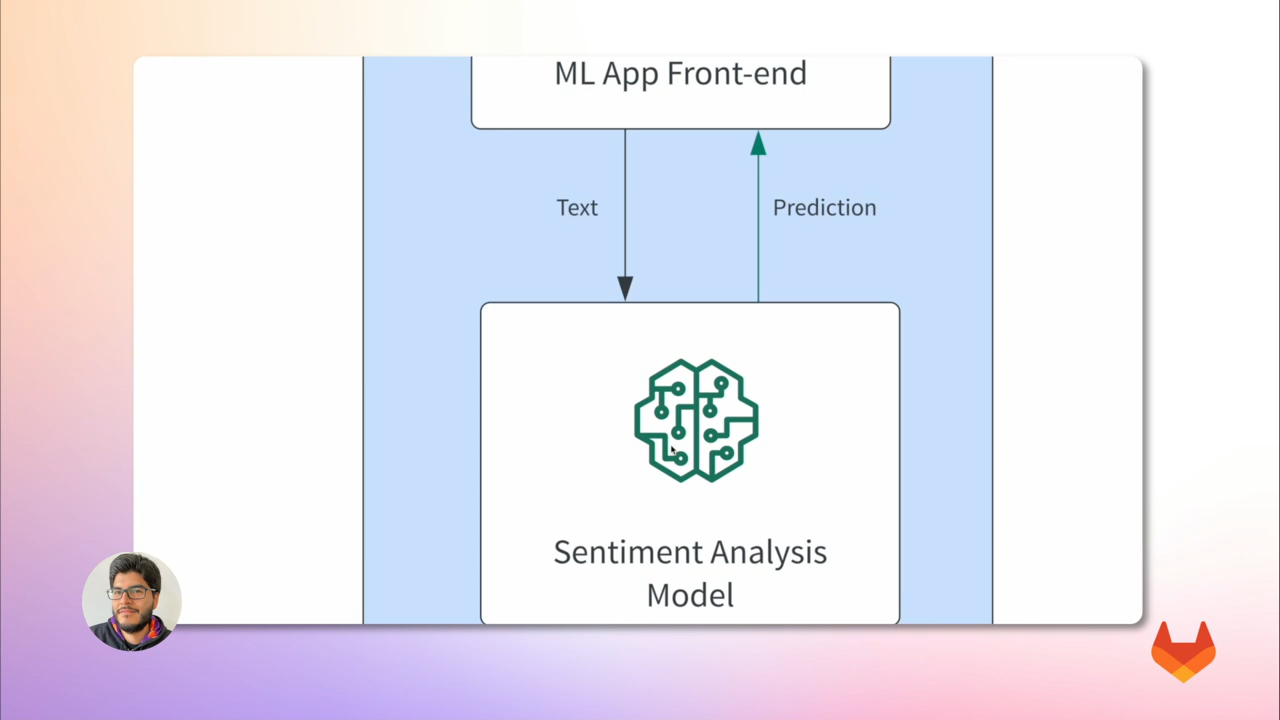 ML App Front-end
Text
Prediction
Sentiment Analysis
Model